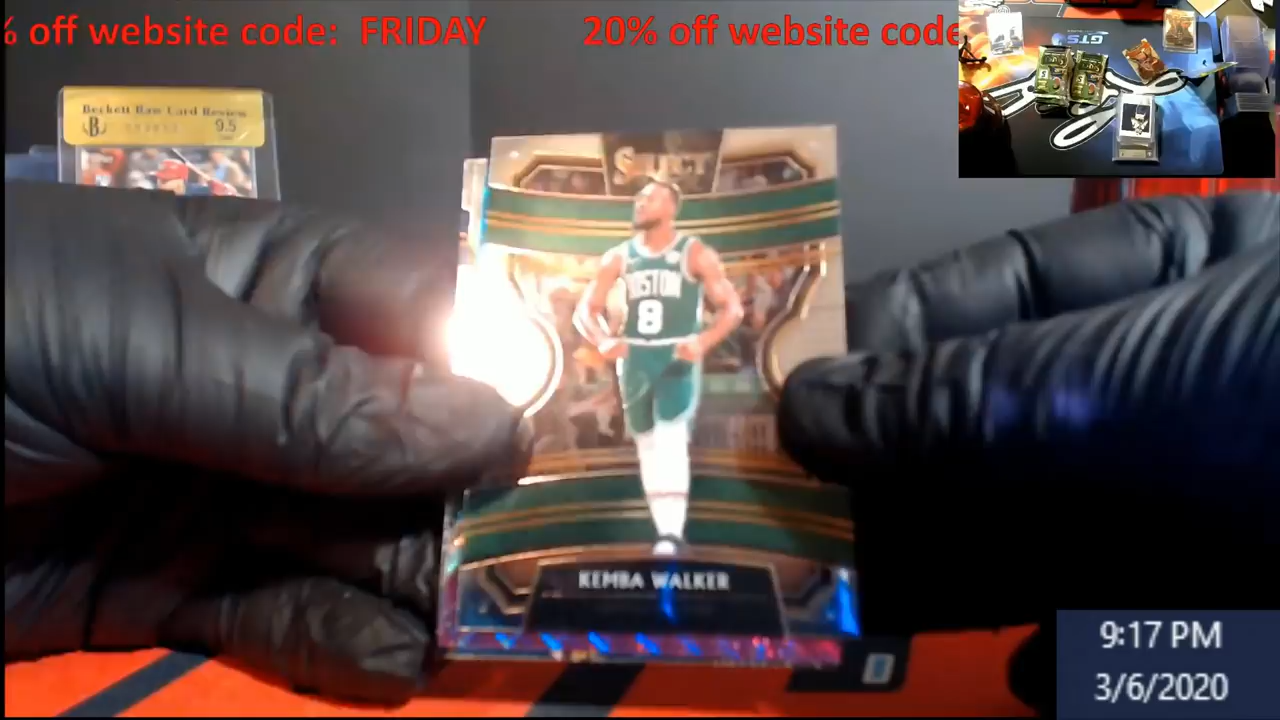 % off website code: FRIDAY 20% off website code
Beckett Raw Card Review
B 9.5
GTS
SELECT
BOSTON
8
KEMBA WALKER
9:17 PM
3/6/2020